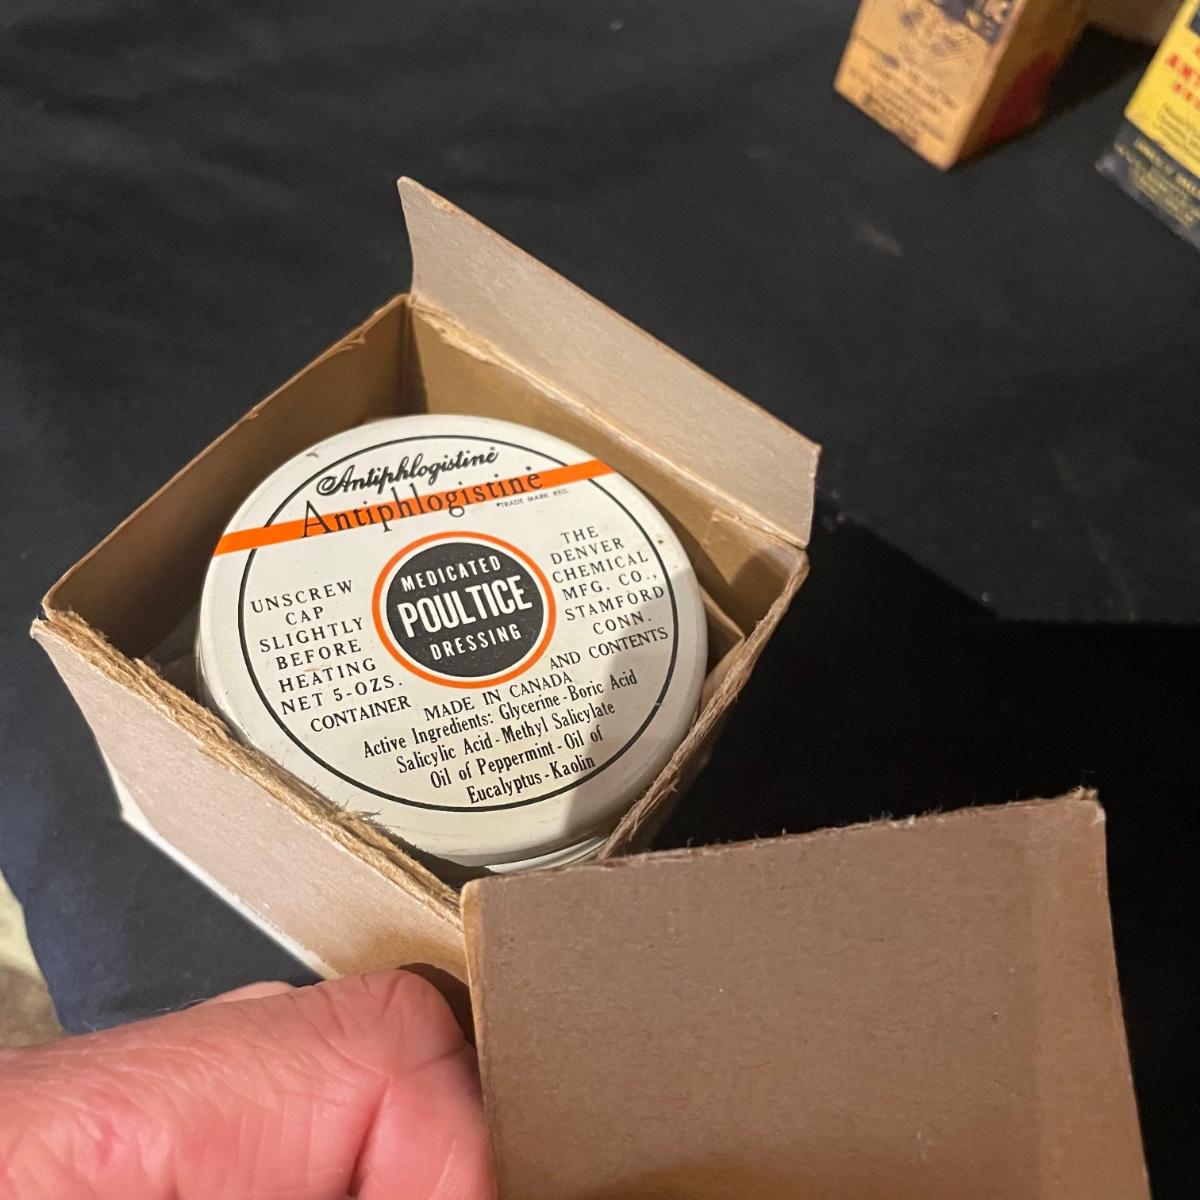 Antiphlogistine
Antiphlogistine
*TRADE MARK REG.
MEDICATED
POULTICE
DRESSING
UNSCREW
CAP
SLIGHTLY
BEFORE
HEATING
NET 5-OZS.
THE
DENVER
CHEMICAL
MFG. CO.,
STAMFORD
CONN.
CONTAINER AND CONTENTS
MADE IN CANADA
Active Ingredients: Glycerine-Boric Acid
Salicylic Acid-Methyl Salicylate
Oil of Peppermint-Oil of
Eucalyptus-Kaolin